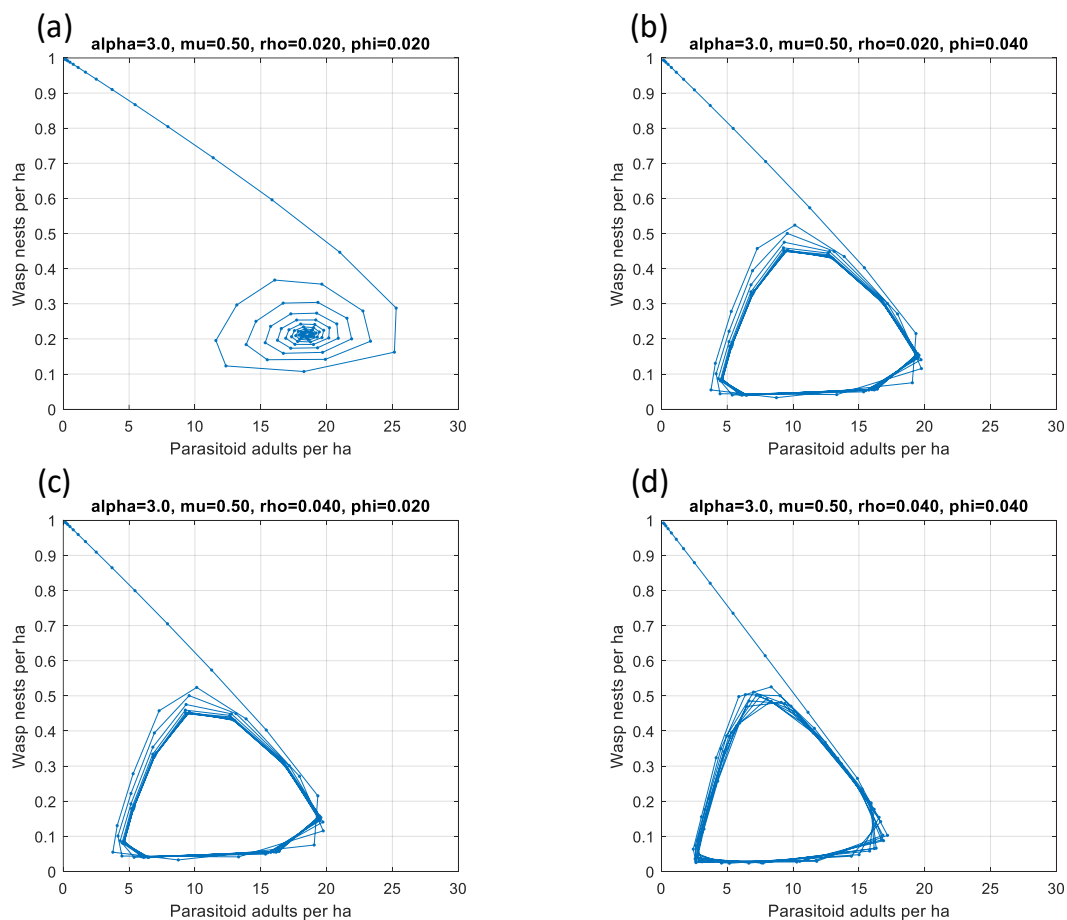 (a)
alpha=3.0, mu=0.50, rho=0.020, phi=0.020
1
0.9
0.8
0.7
0.6
0.5
0.4
0.3
0.2
0.1
0
Wasp nests per ha
0 5 10 15 20 25 30
Parasitoid adults per ha
(b)
alpha=3.0, mu=0.50, rho=0.020, phi=0.040
1
0.9
0.8
0.7
0.6
0.5
0.4
0.3
0.2
0.1
0
Wasp nests per ha
0 5 10 15 20 25 30
Parasitoid adults per ha
(c)
alpha=3.0, mu=0.50, rho=0.040, phi=0.020
1
0.9
0.8
0.7
0.6
0.5
0.4
0.3
0.2
0.1
0
Wasp nests per ha
0 5 10 15 20 25 30
Parasitoid adults per ha
(d)
alpha=3.0, mu=0.50, rho=0.040, phi=0.040
1
0.9
0.8
0.7
0.6
0.5
0.4
0.3
0.2
0.1
0
Wasp nests per ha
0 5 10 15 20 25 30
Parasitoid adults per ha